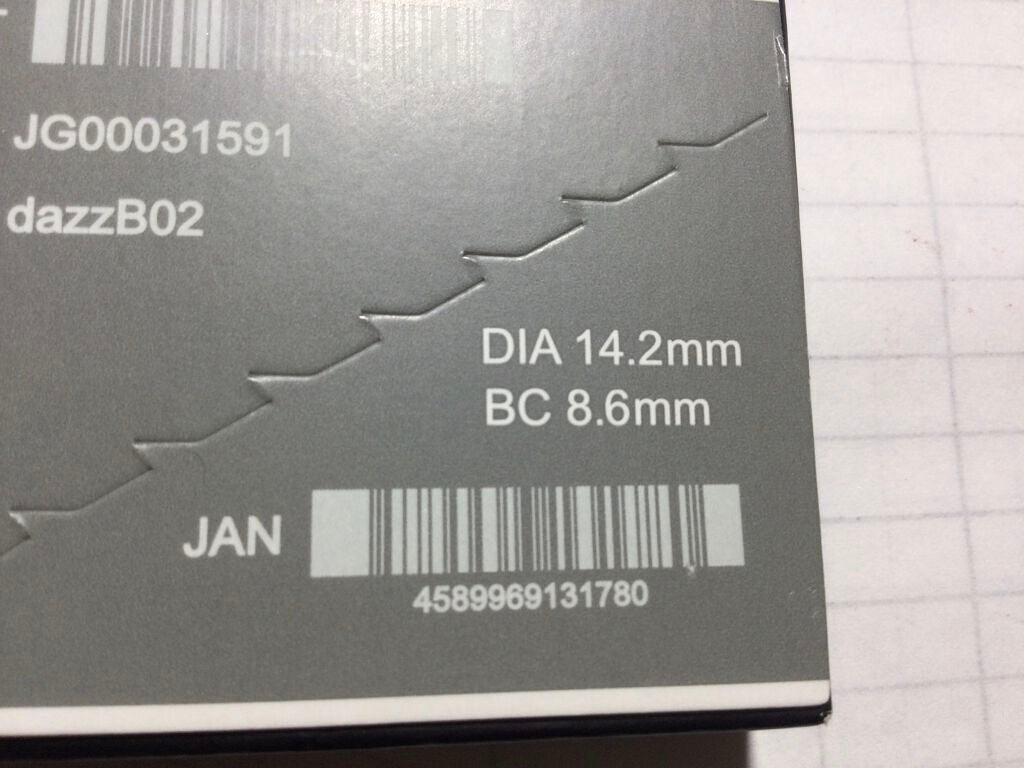 JG00031591
dazzB02
DIA 14.2mm
BC 8.6mm
JAN
4589969131780